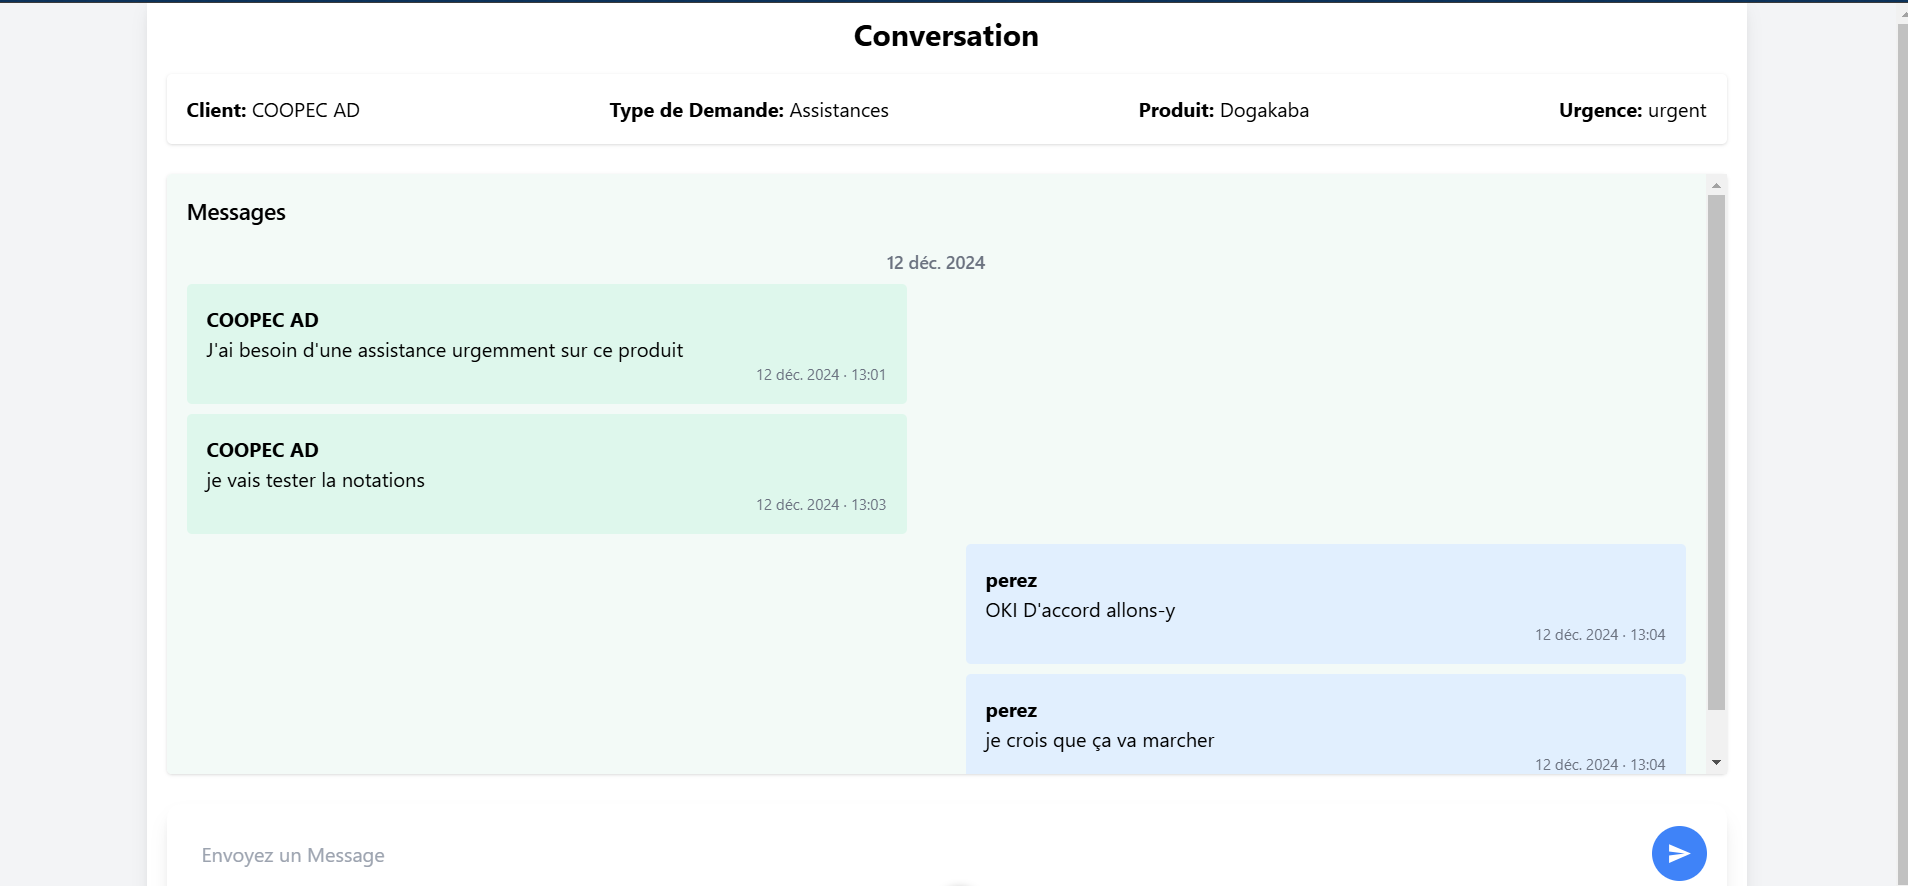 Conversation
Client: COOPEC AD
Type de Demande: Assistances
Produit: Dogakaba
Urgence: urgent
Messages
12 déc. 2024
COOPEC AD
J'ai besoin d'une assistance urgemment sur ce produit
12 déc. 2024 · 13:01
COOPEC AD
je vais tester la notations
12 déc. 2024 · 13:03
perez
OKI D'accord allons-y
12 déc. 2024 · 13:04
perez
je crois que ça va marcher
12 déc. 2024 · 13:04
Envoyez un Message